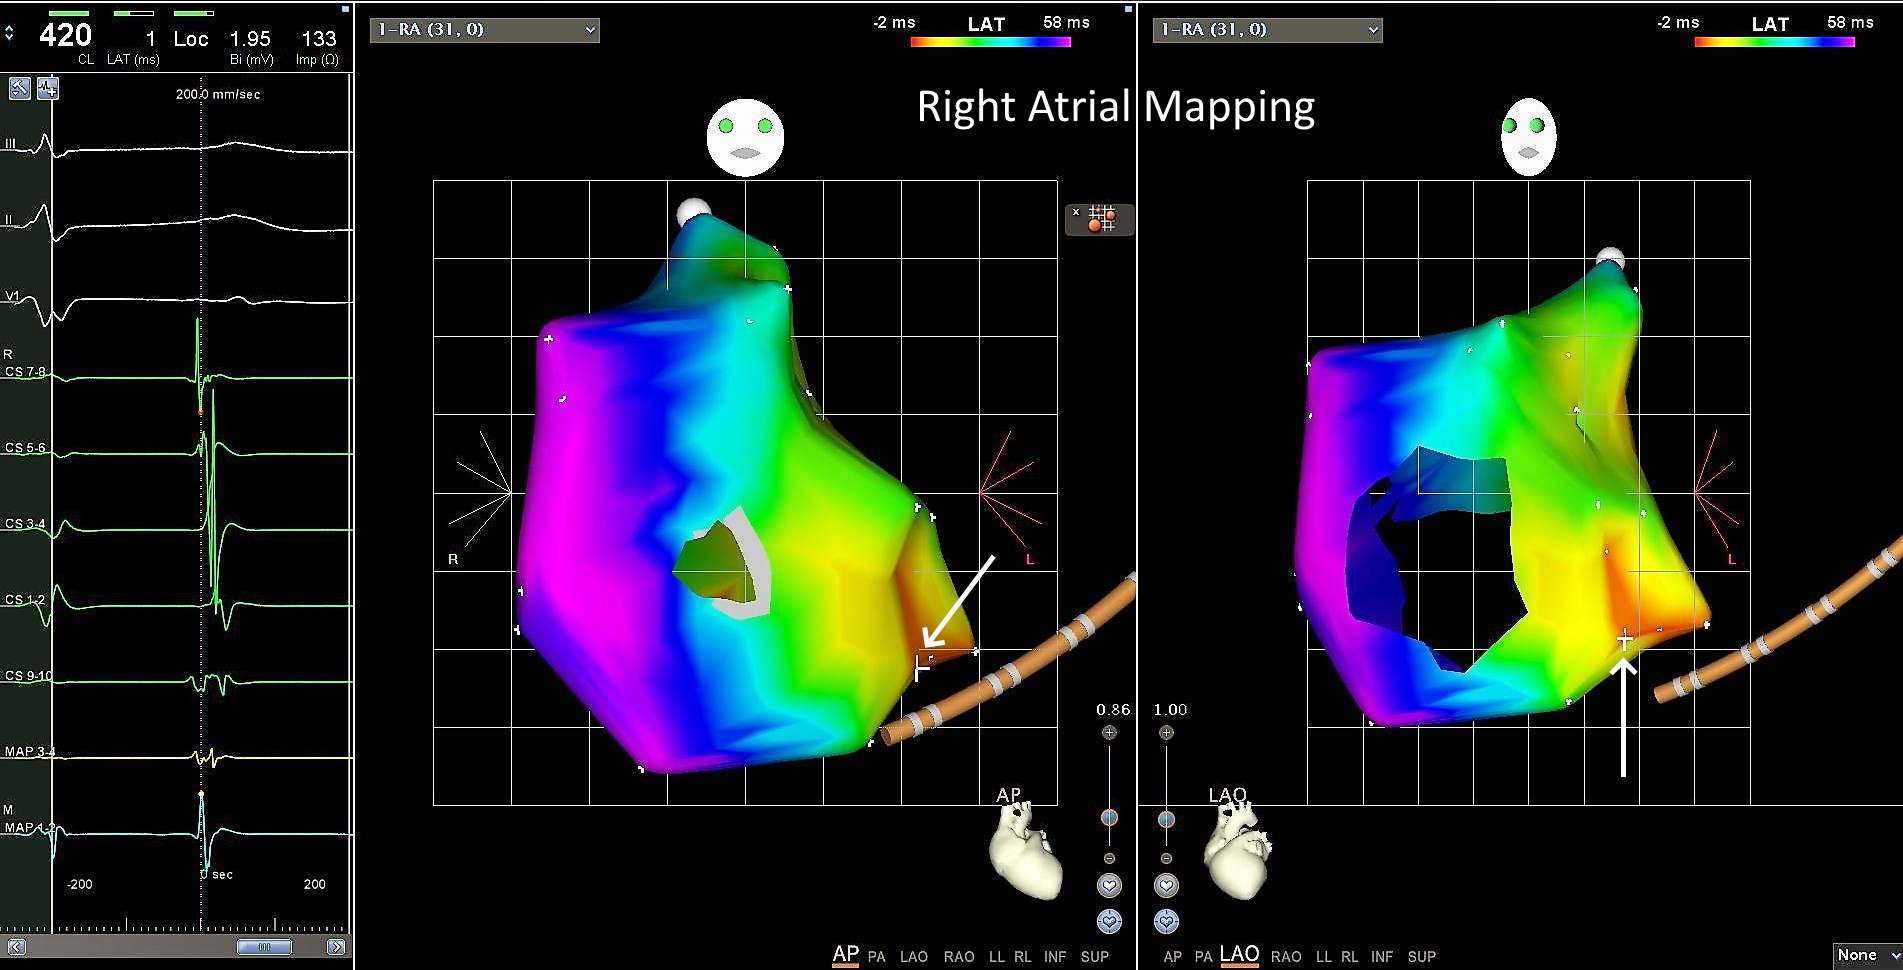 420 1 Loc 1.95 133
CL LAT (ms) Bi (mV) Imp (Ω)
200.0 mm/sec
III
II
V1
R
CS 7-8
CS 5-6
CS 3-4
CS 1-2
CS 9-10
MAP 3-4
M
MAP 1-2
0 sec
-200 200
1-RA (31, 0)
-2 ms LAT 58 ms
1-RA (31, 0)
-2 ms LAT 58 ms
Right Atrial Mapping
x
R
L
L
0.86
1.00
AP
LAO
AP PA LAO RAO LL RL INF SUP
AP PA LAO RAO LL RL INF SUP
None